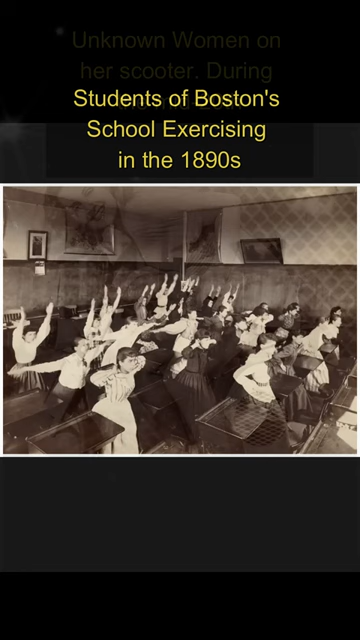 Unknown Women on
her scooter. During
Students of Boston's
School Exercising
in the 1890s